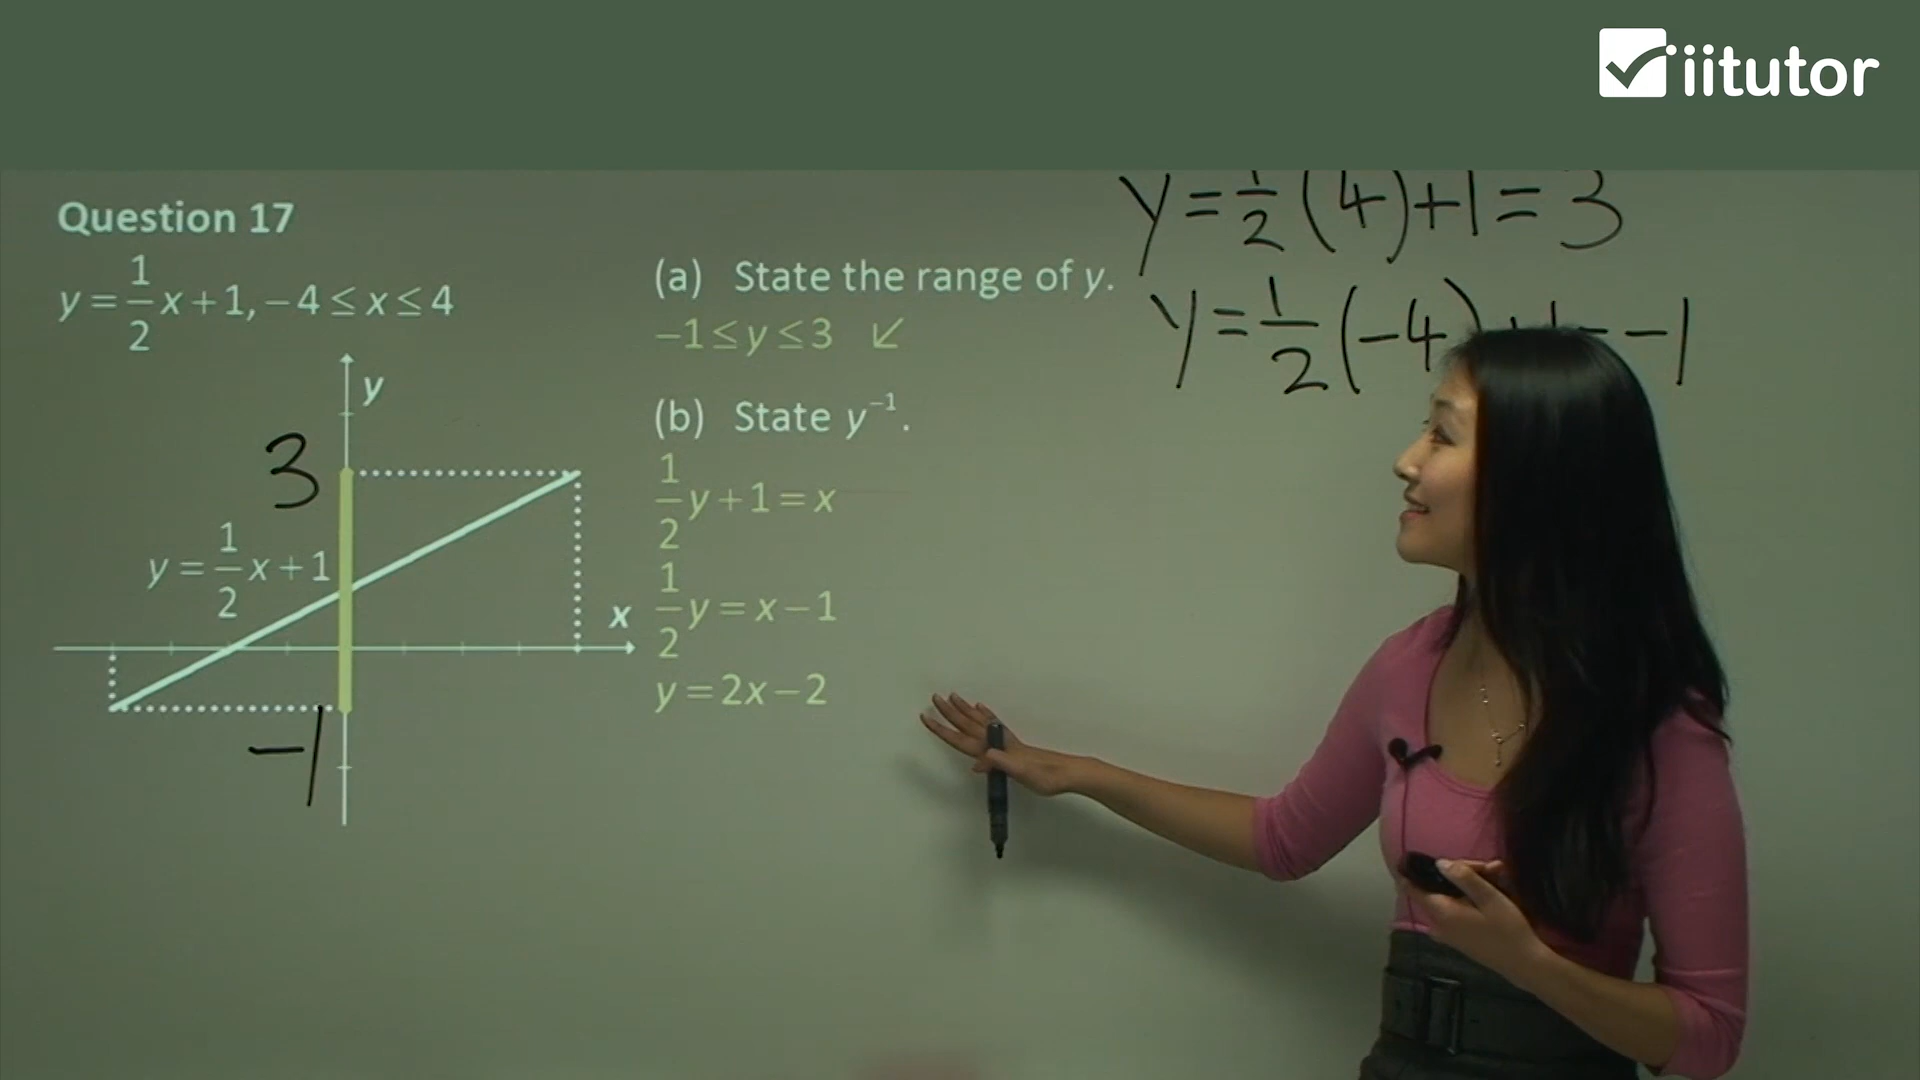 iitutor
Question 17
y = 1/2 x + 1, −4 ≤ x ≤ 4
y
3
y = 1/2 x + 1
x
−1
(a) State the range of y.
−1 ≤ y ≤ 3 ↙
(b) State y⁻¹.
1/2 y + 1 = x
1/2 y = x − 1
y = 2x − 2
y = 1/2 (4) + 1 = 3
y = 1/2 (−4) −1